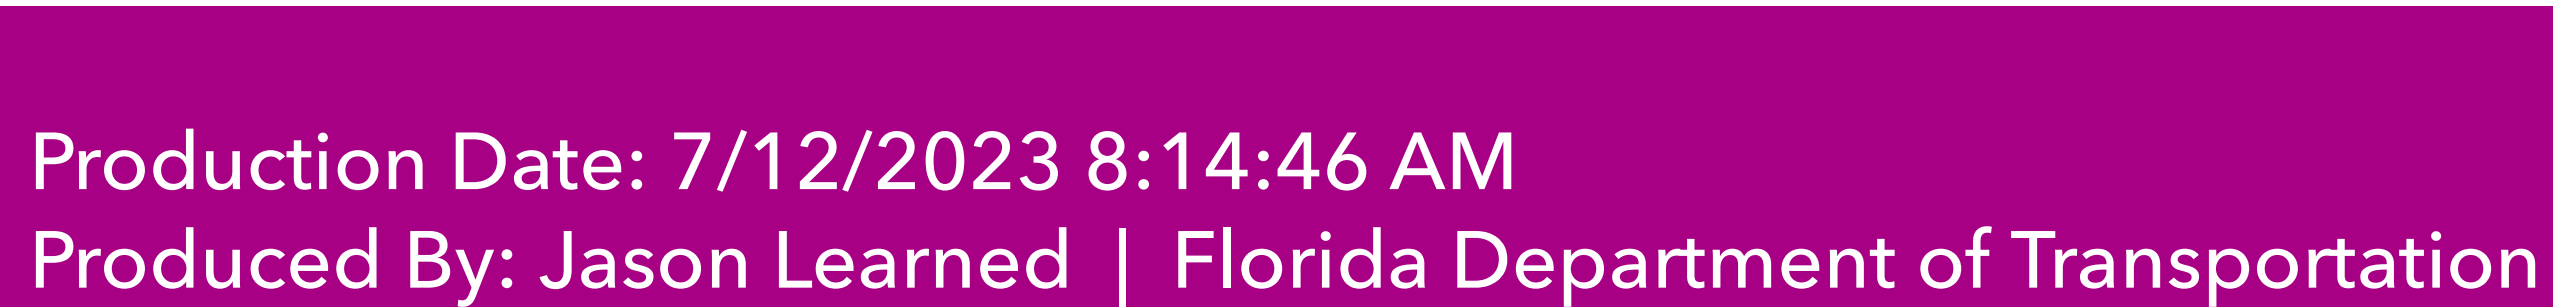 Production Date: 7/12/2023 8:14:46 AM
Produced By: Jason Learned | Florida Department of Transportation